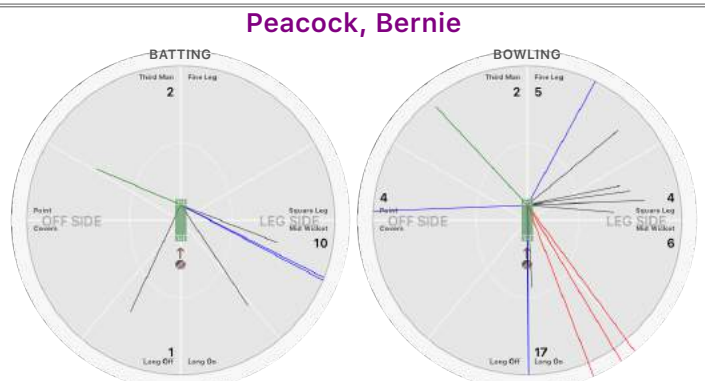 Peacock, Bernie
BATTING
Third Man Fine Leg
2
Point
OFF SIDE
Covers
Square Leg
LEG SIDE
Mid Wicket
10
1
Long Off Long On
BOWLING
Third Man Fine Leg
2 5
4
Point
OFF SIDE
Covers
4
Square Leg
LEG SIDE
Mid Wicket
6
17
Long Off Long On